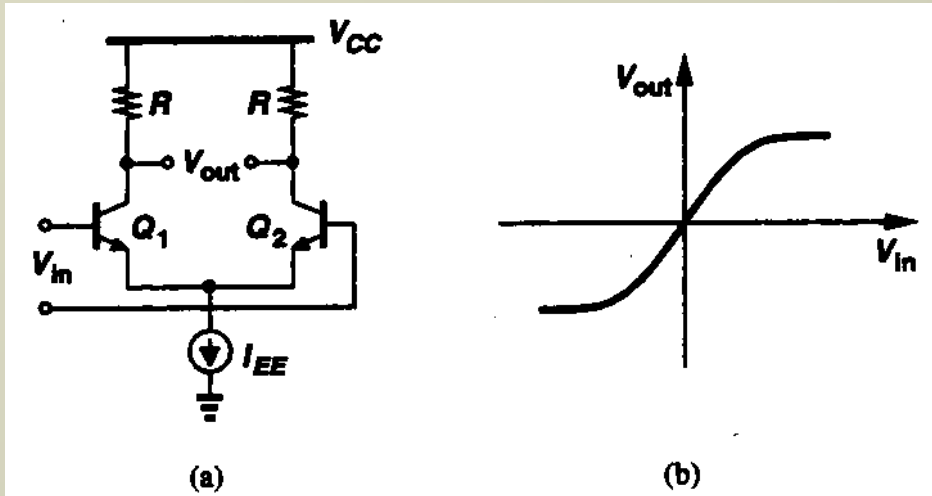 V_CC
R R
V_out
Q_1 Q_2
V_in
I_EE
(a)
V_out
V_in
(b)